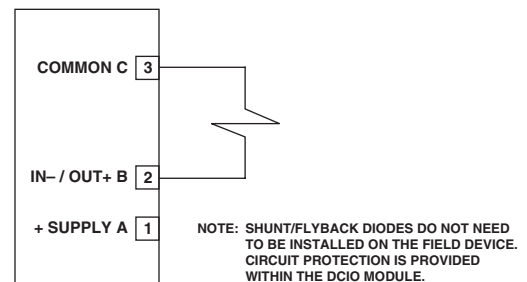 COMMON C 3
IN– / OUT+ B 2
+ SUPPLY A 1
NOTE: SHUNT/FLYBACK DIODES DO NOT NEED
TO BE INSTALLED ON THE FIELD DEVICE.
CIRCUIT PROTECTION IS PROVIDED
WITHIN THE DCIO MODULE.